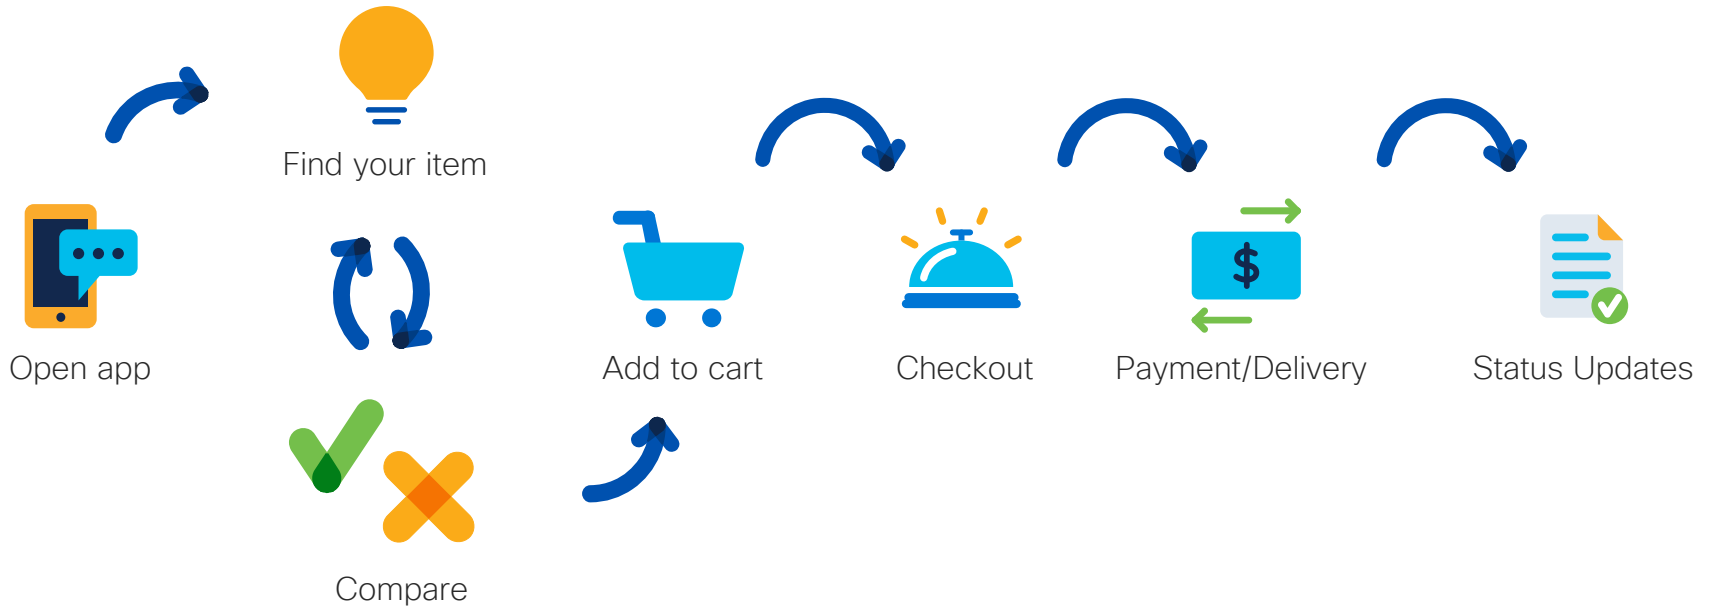 Find your item
Open app
Add to cart
Checkout
$
Payment/Delivery
Status Updates
Compare